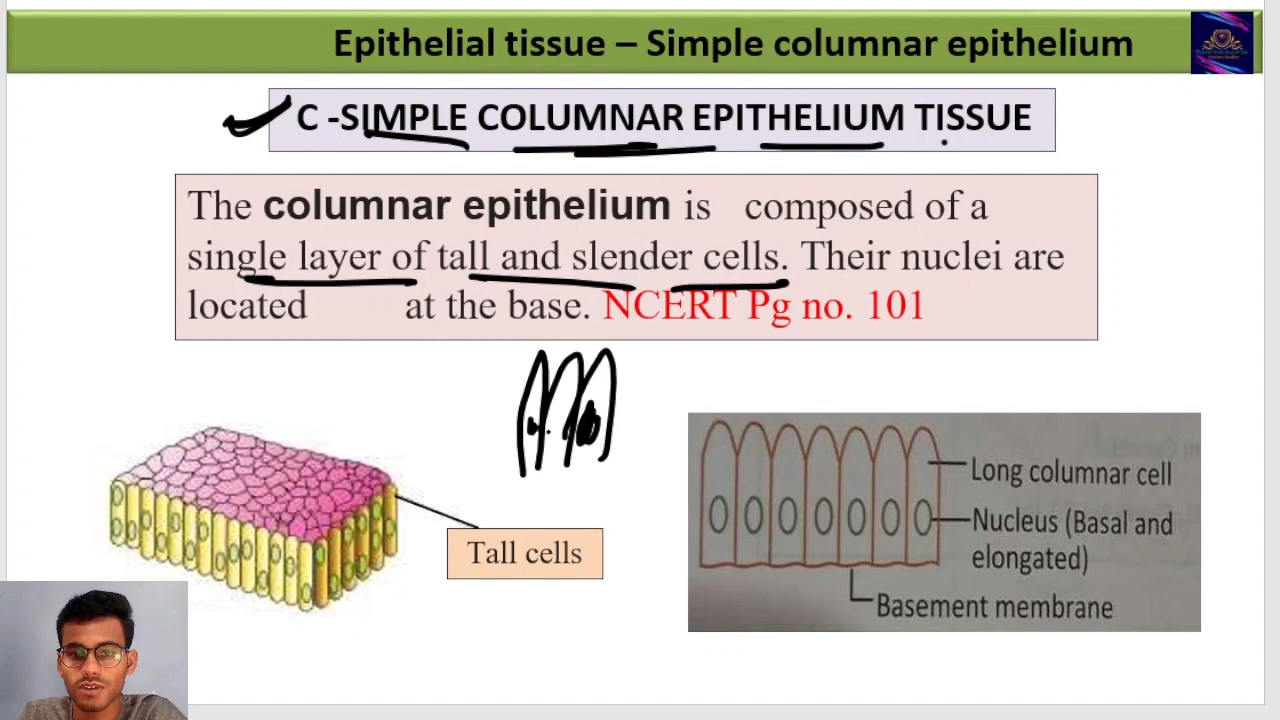 Epithelial tissue – Simple columnar epithelium
C -SIMPLE COLUMNAR EPITHELIUM TISSUE
The columnar epithelium is composed of a
single layer of tall and slender cells. Their nuclei are
located at the base. NCERT Pg no. 101
Tall cells
Long columnar cell
Nucleus (Basal and
elongated)
Basement membrane